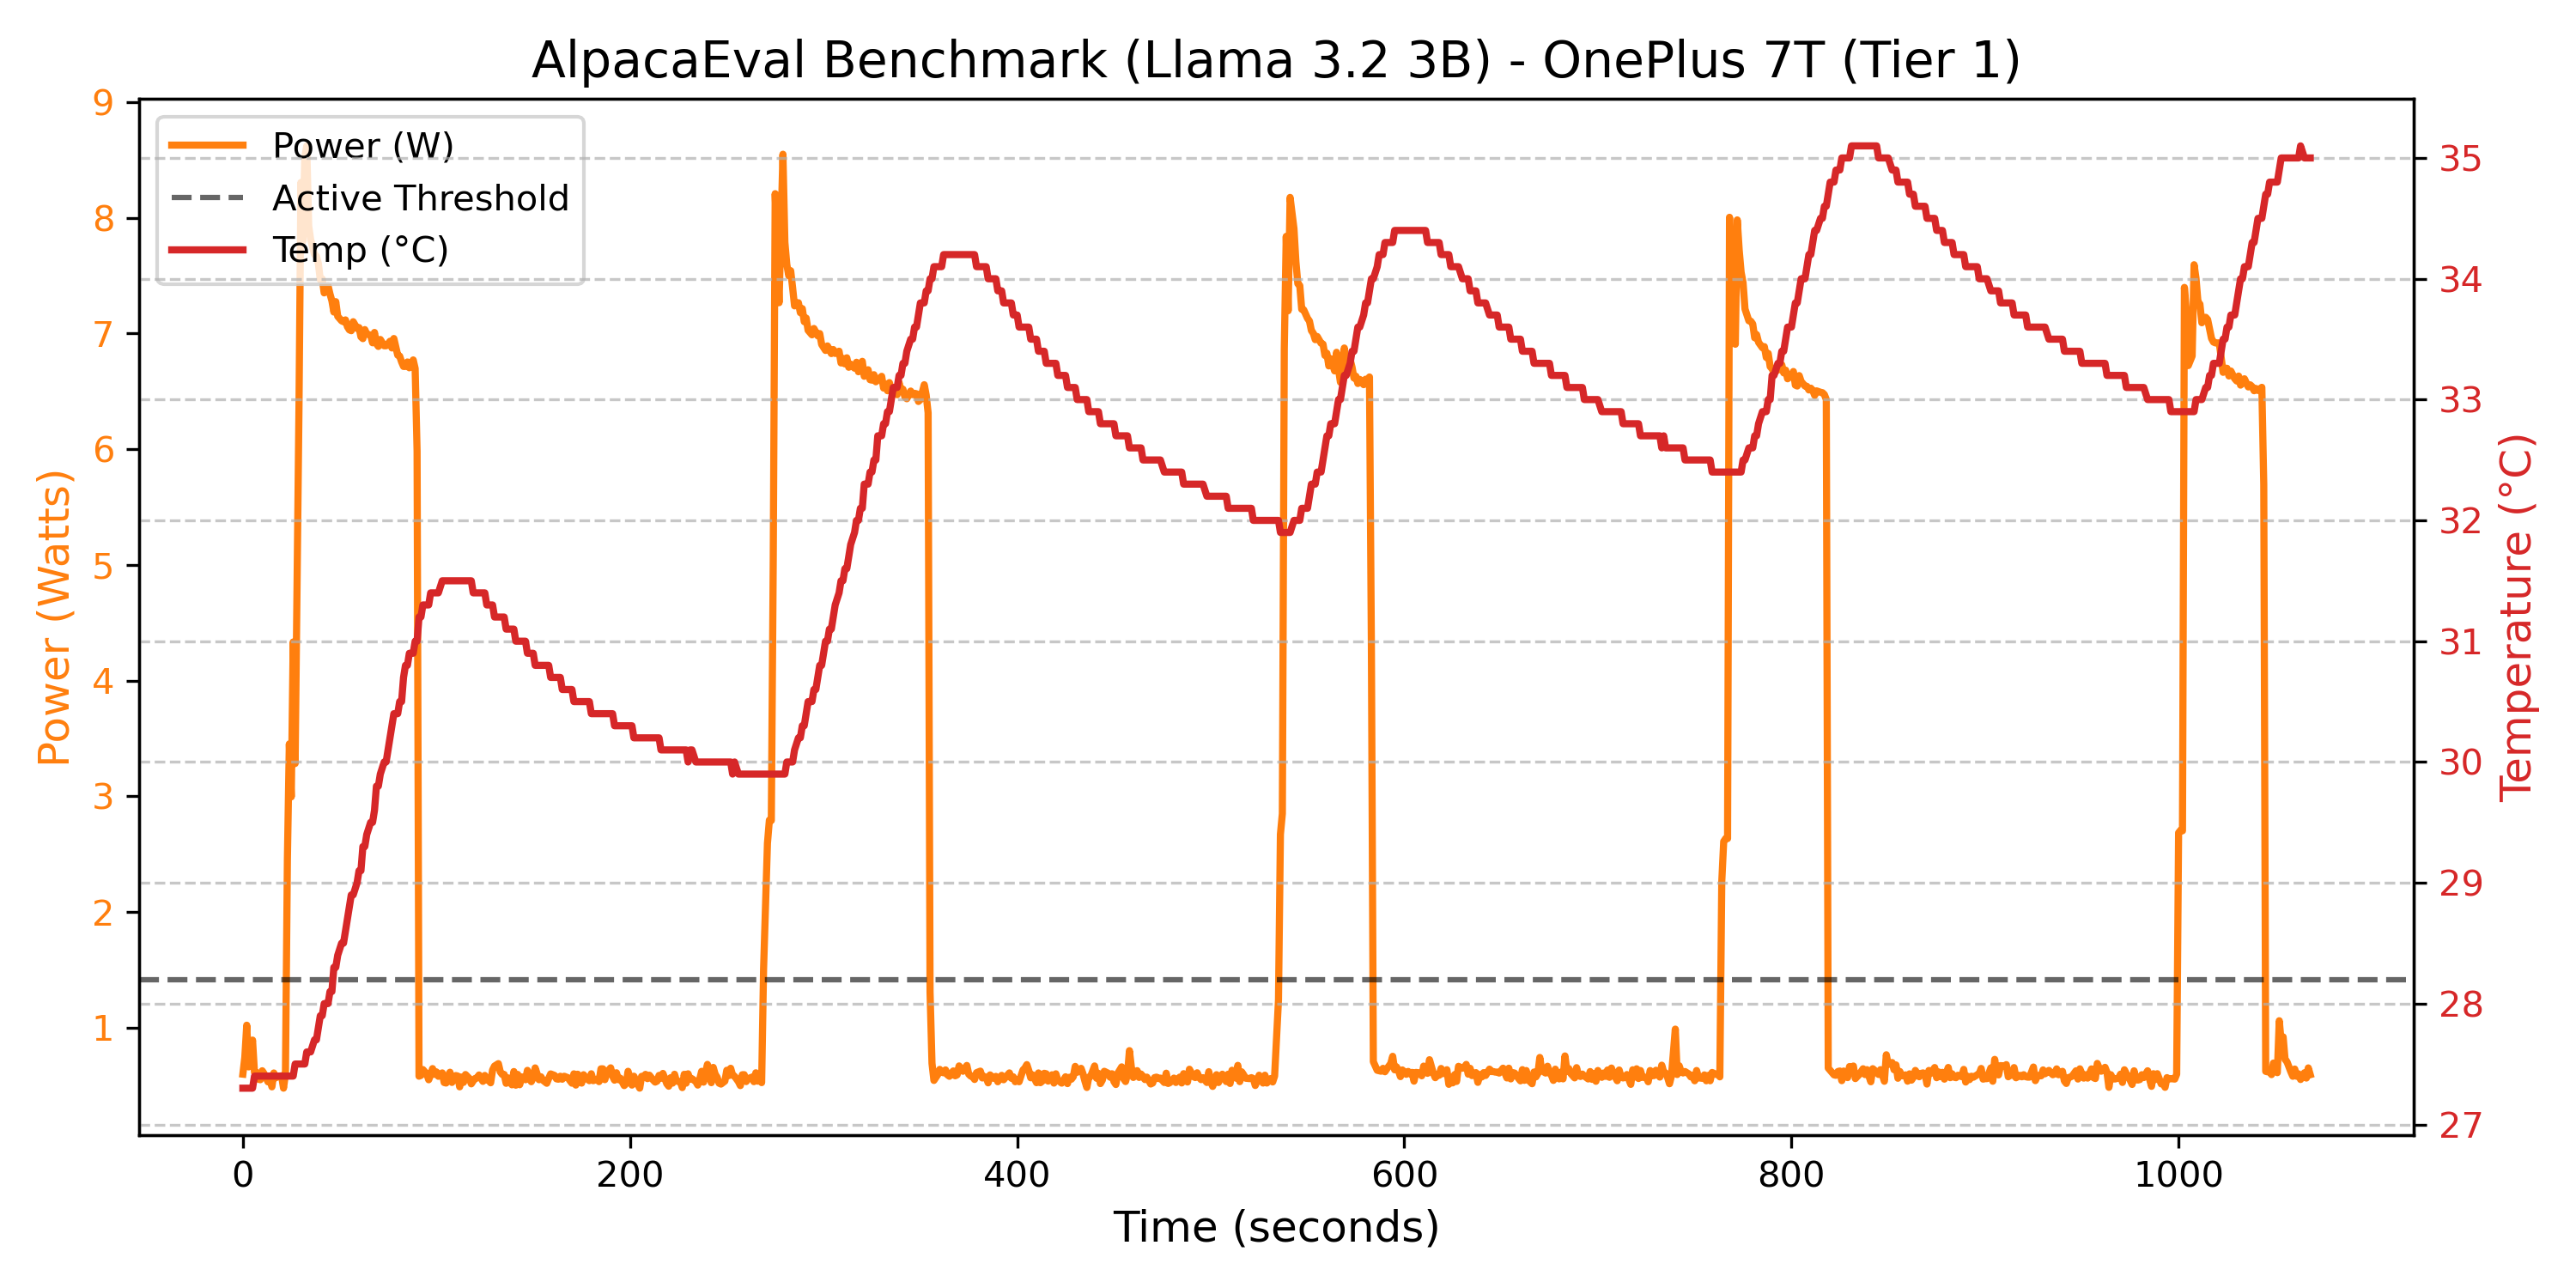 AlpacaEval Benchmark (Llama 3.2 3B) - OnePlus 7T (Tier 1)
Power (W)
Active Threshold
Temp (°C)
Power (Watts)
9
8
7
6
5
4
3
2
1
35
34
33
32
31
30
29
28
27
Temperature (°C)
0 200 400 600 800 1000
Time (seconds)